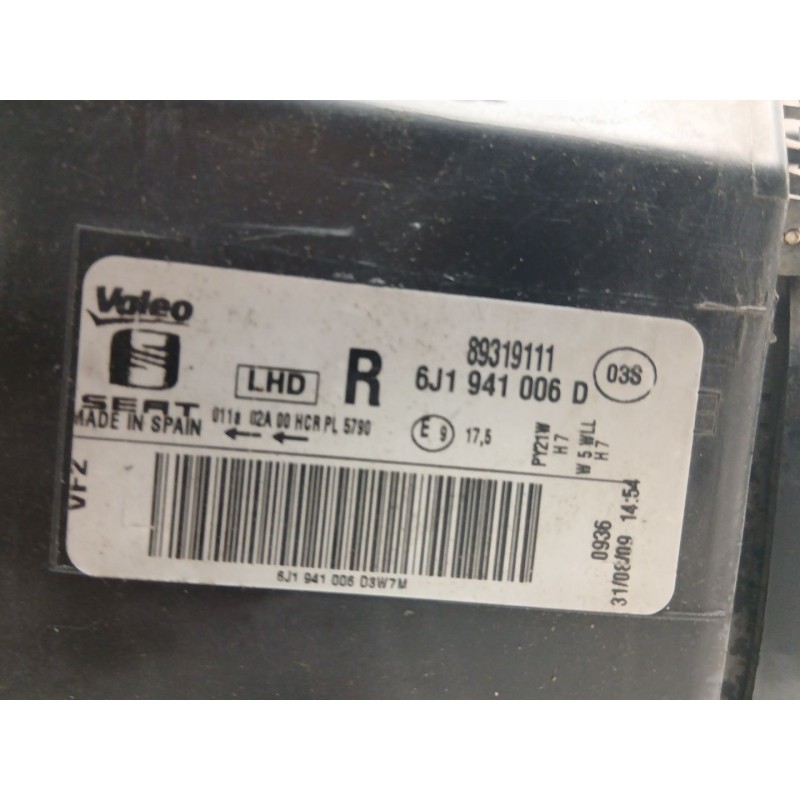 Valeo
89319111
LHD R 6J1 941 006 D 03S
SEAT
MADE IN SPAIN 011a 02A 00 HCR PL 5790 E 9 17,5
PY21W
H7
W 5 WLL
H7
VF2
6J1 941 006 D3W7M
0936
31/08/09 14:54